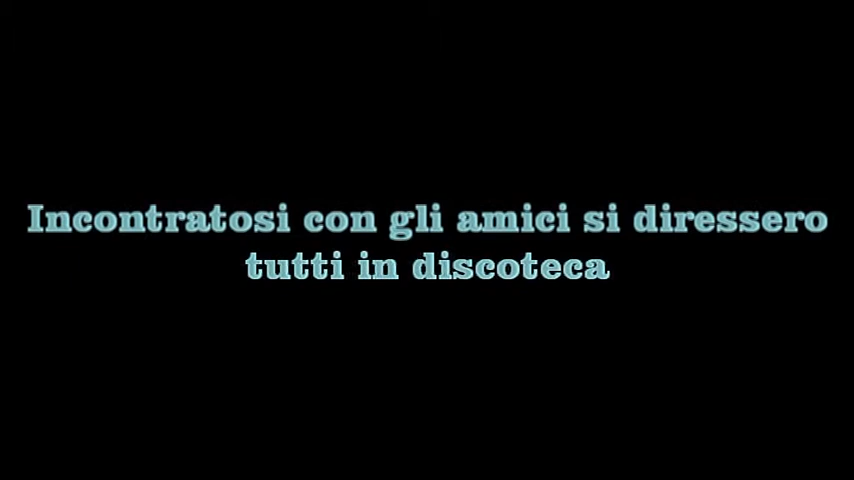 Incontratosi con gli amici si diressero
tutti in discoteca